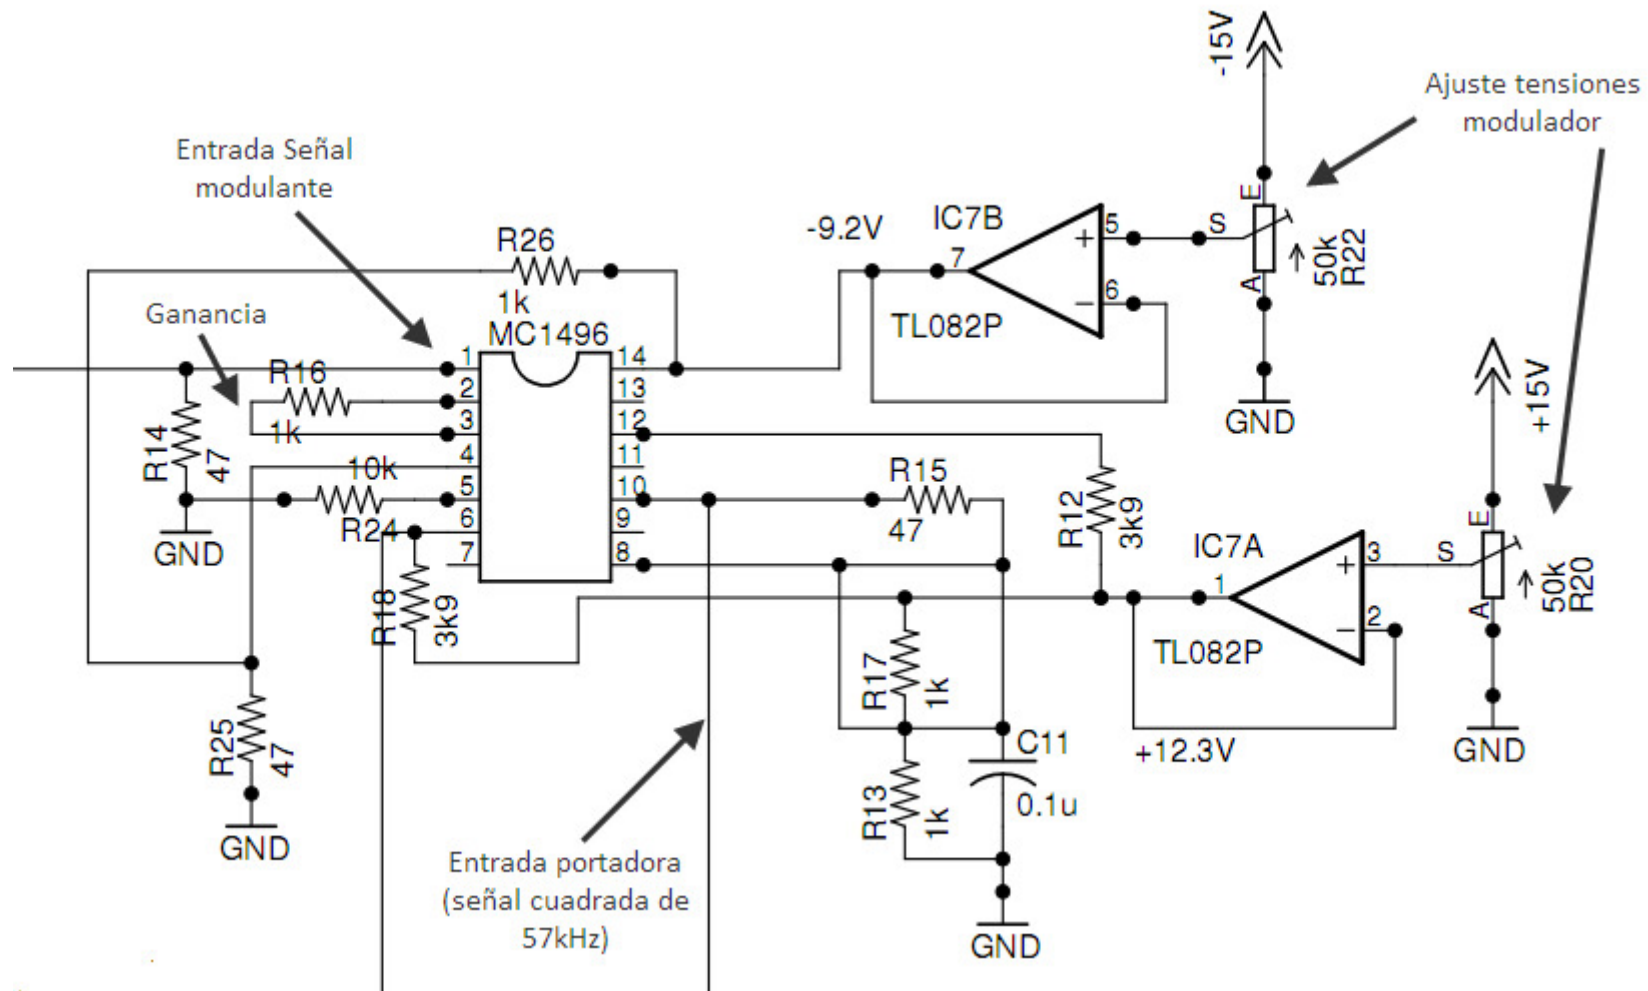 -15V
Ajuste tensiones
modulador
Entrada Señal
modulante
E
IC7B
-9.2V
5
S
+
R26
7
50k
R22
6
A
−
1k
Ganancia
TL082P
MC1496
1
14
R16
+15V
2
13
GND
3
12
1k
R14
47
4
11
10k
R15
5
10
E
R24
47
R12
3k9
6
9
IC7A
3
S
GND
+
7
8
1
50k
R20
R18
3k9
2
A
−
TL082P
R17
1k
R25
47
C11
+12.3V
GND
R13
1k
0.1u
GND
Entrada portadora
(señal cuadrada de
57kHz)
GND